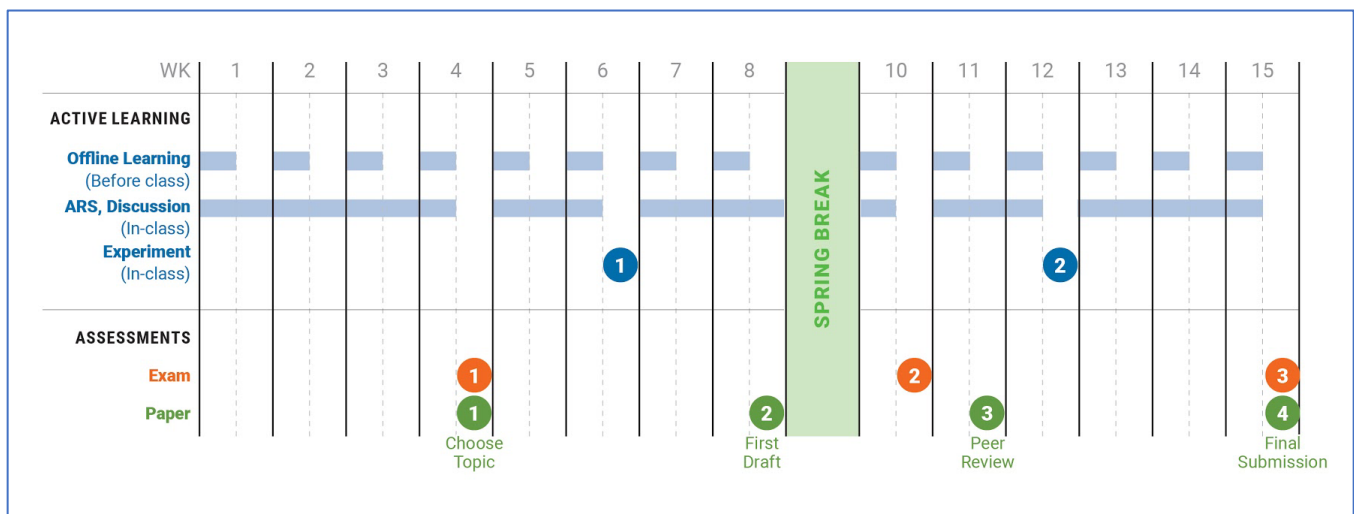 WK 1 2 3 4 5 6 7 8 10 11 12 13 14 15
ACTIVE LEARNING
Offline Learning
(Before class)
ARS, Discussion
(In-class)
Experiment
(In-class)
1 2
SPRING BREAK
ASSESSMENTS
Exam 1 2 3
Paper 1 2 3 4
Choose
Topic
First
Draft
Peer
Review
Final
Submission